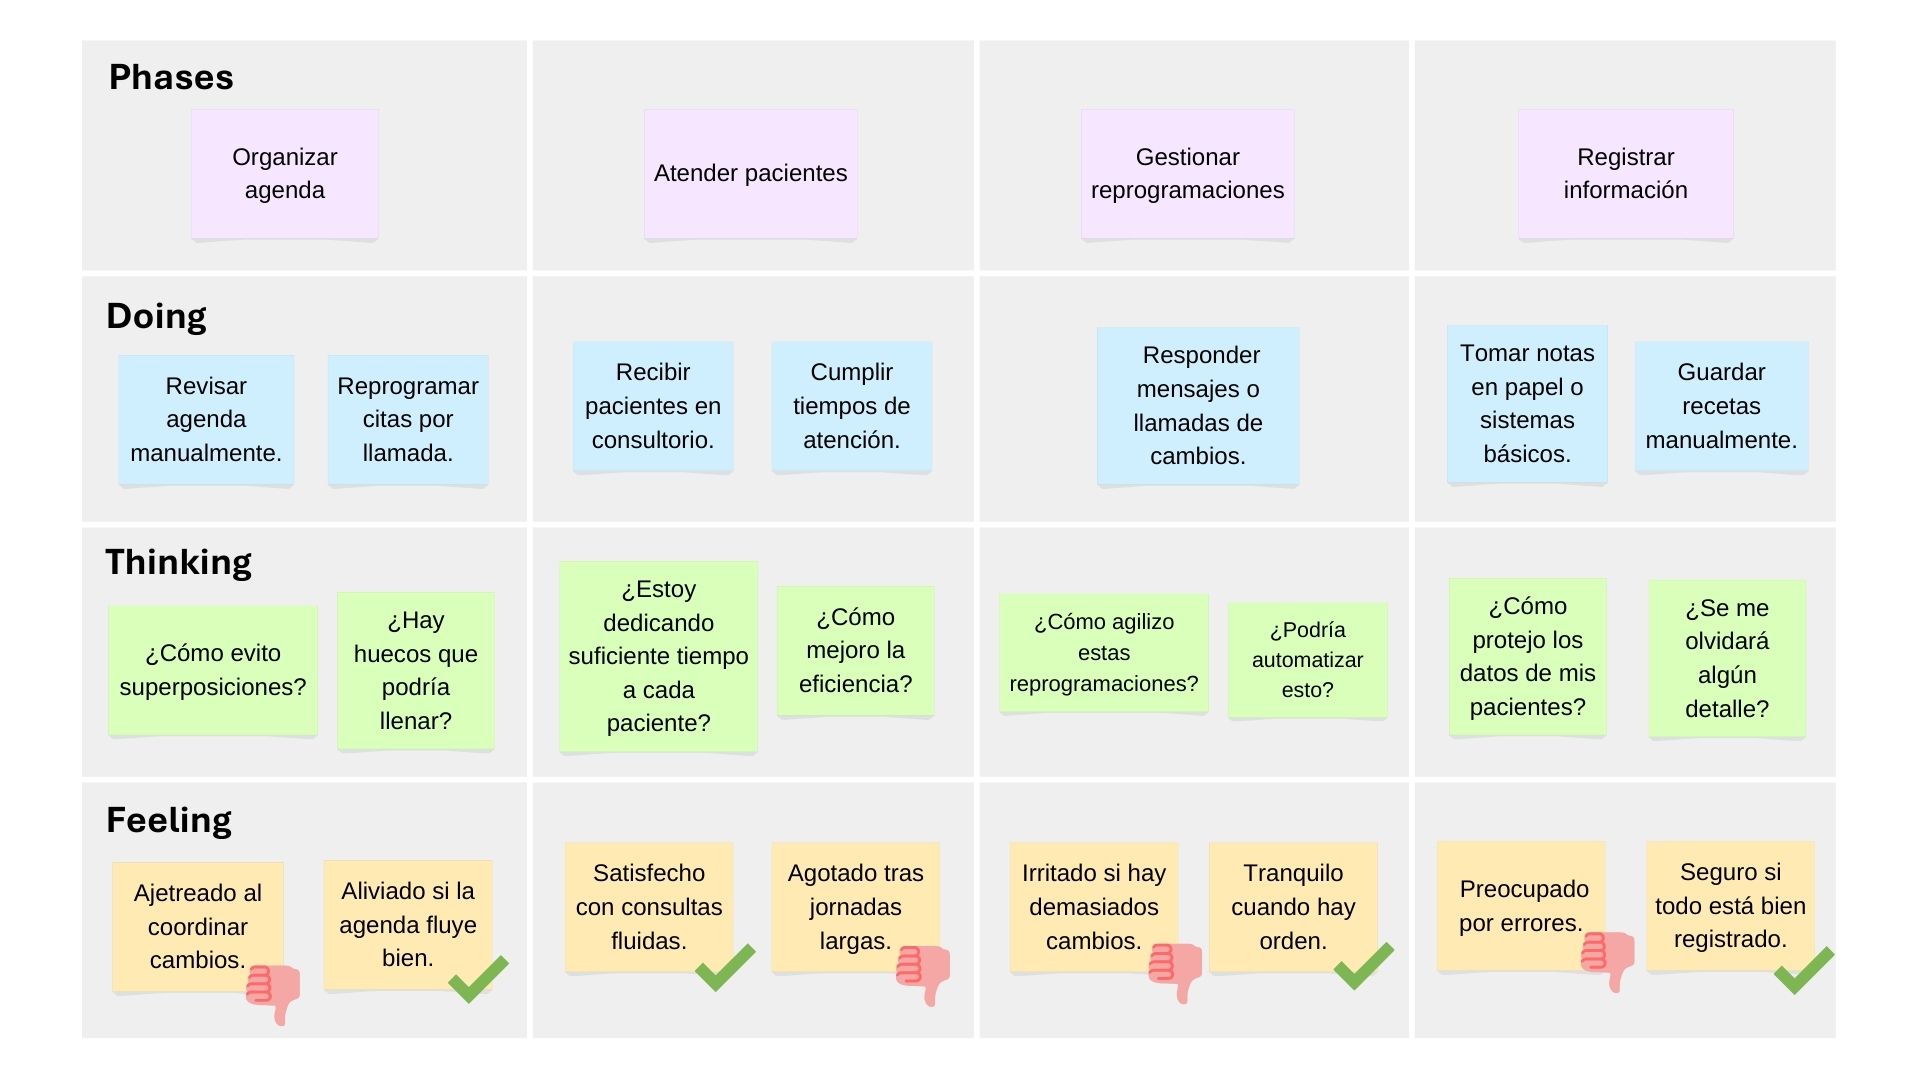 Phases
Organizar
agenda
Atender pacientes
Gestionar
reprogramaciones
Registrar
información
Doing
Revisar
agenda
manualmente.
Reprogramar
citas por
llamada.
Recibir
pacientes en
consultorio.
Cumplir
tiempos de
atención.
Responder
mensajes o
llamadas de
cambios.
Tomar notas
en papel o
sistemas
básicos.
Guardar
recetas
manualmente.
Thinking
¿Cómo evito
superposiciones?
¿Hay
huecos que
podría
llenar?
¿Estoy
dedicando
suficiente tiempo
a cada
paciente?
¿Cómo
mejoro la
eficiencia?
¿Cómo agilizo
estas
reprogramaciones?
¿Podría
automatizar
esto?
¿Cómo
protejo los
datos de mis
pacientes?
¿Se me
olvidará
algún
detalle?
Feeling
Ajetreado al
coordinar
cambios.
Aliviado si la
agenda fluye
bien.
Satisfecho
con consultas
fluidas.
Agotado tras
jornadas
largas.
Irritado si hay
demasiados
cambios.
Tranquilo
cuando hay
orden.
Preocupado
por errores.
Seguro si
todo está bien
registrado.